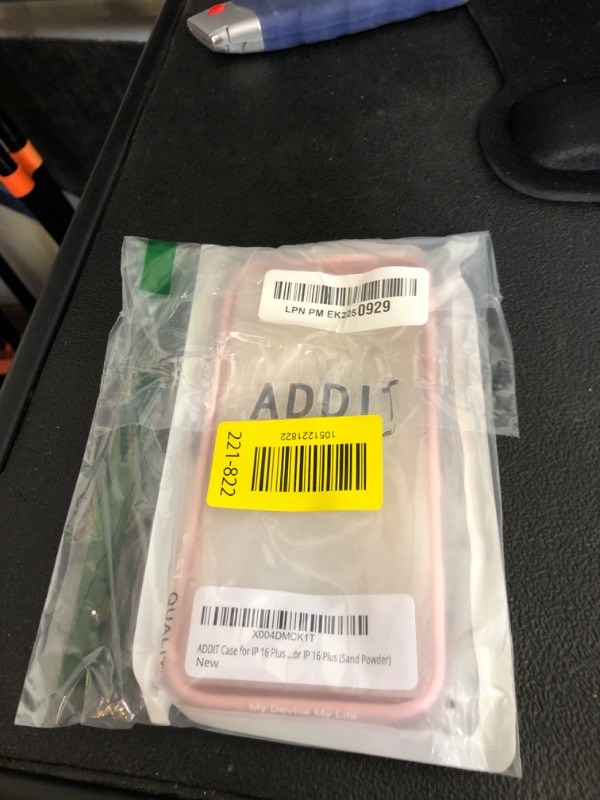 LPN PM EK2250929
ADDIT
1051221822
221-822
X004DMCK1T
ADDIT Case for IP 16 Plus ...or IP 16 Plus (Sand Powder)
New
My Device My Life